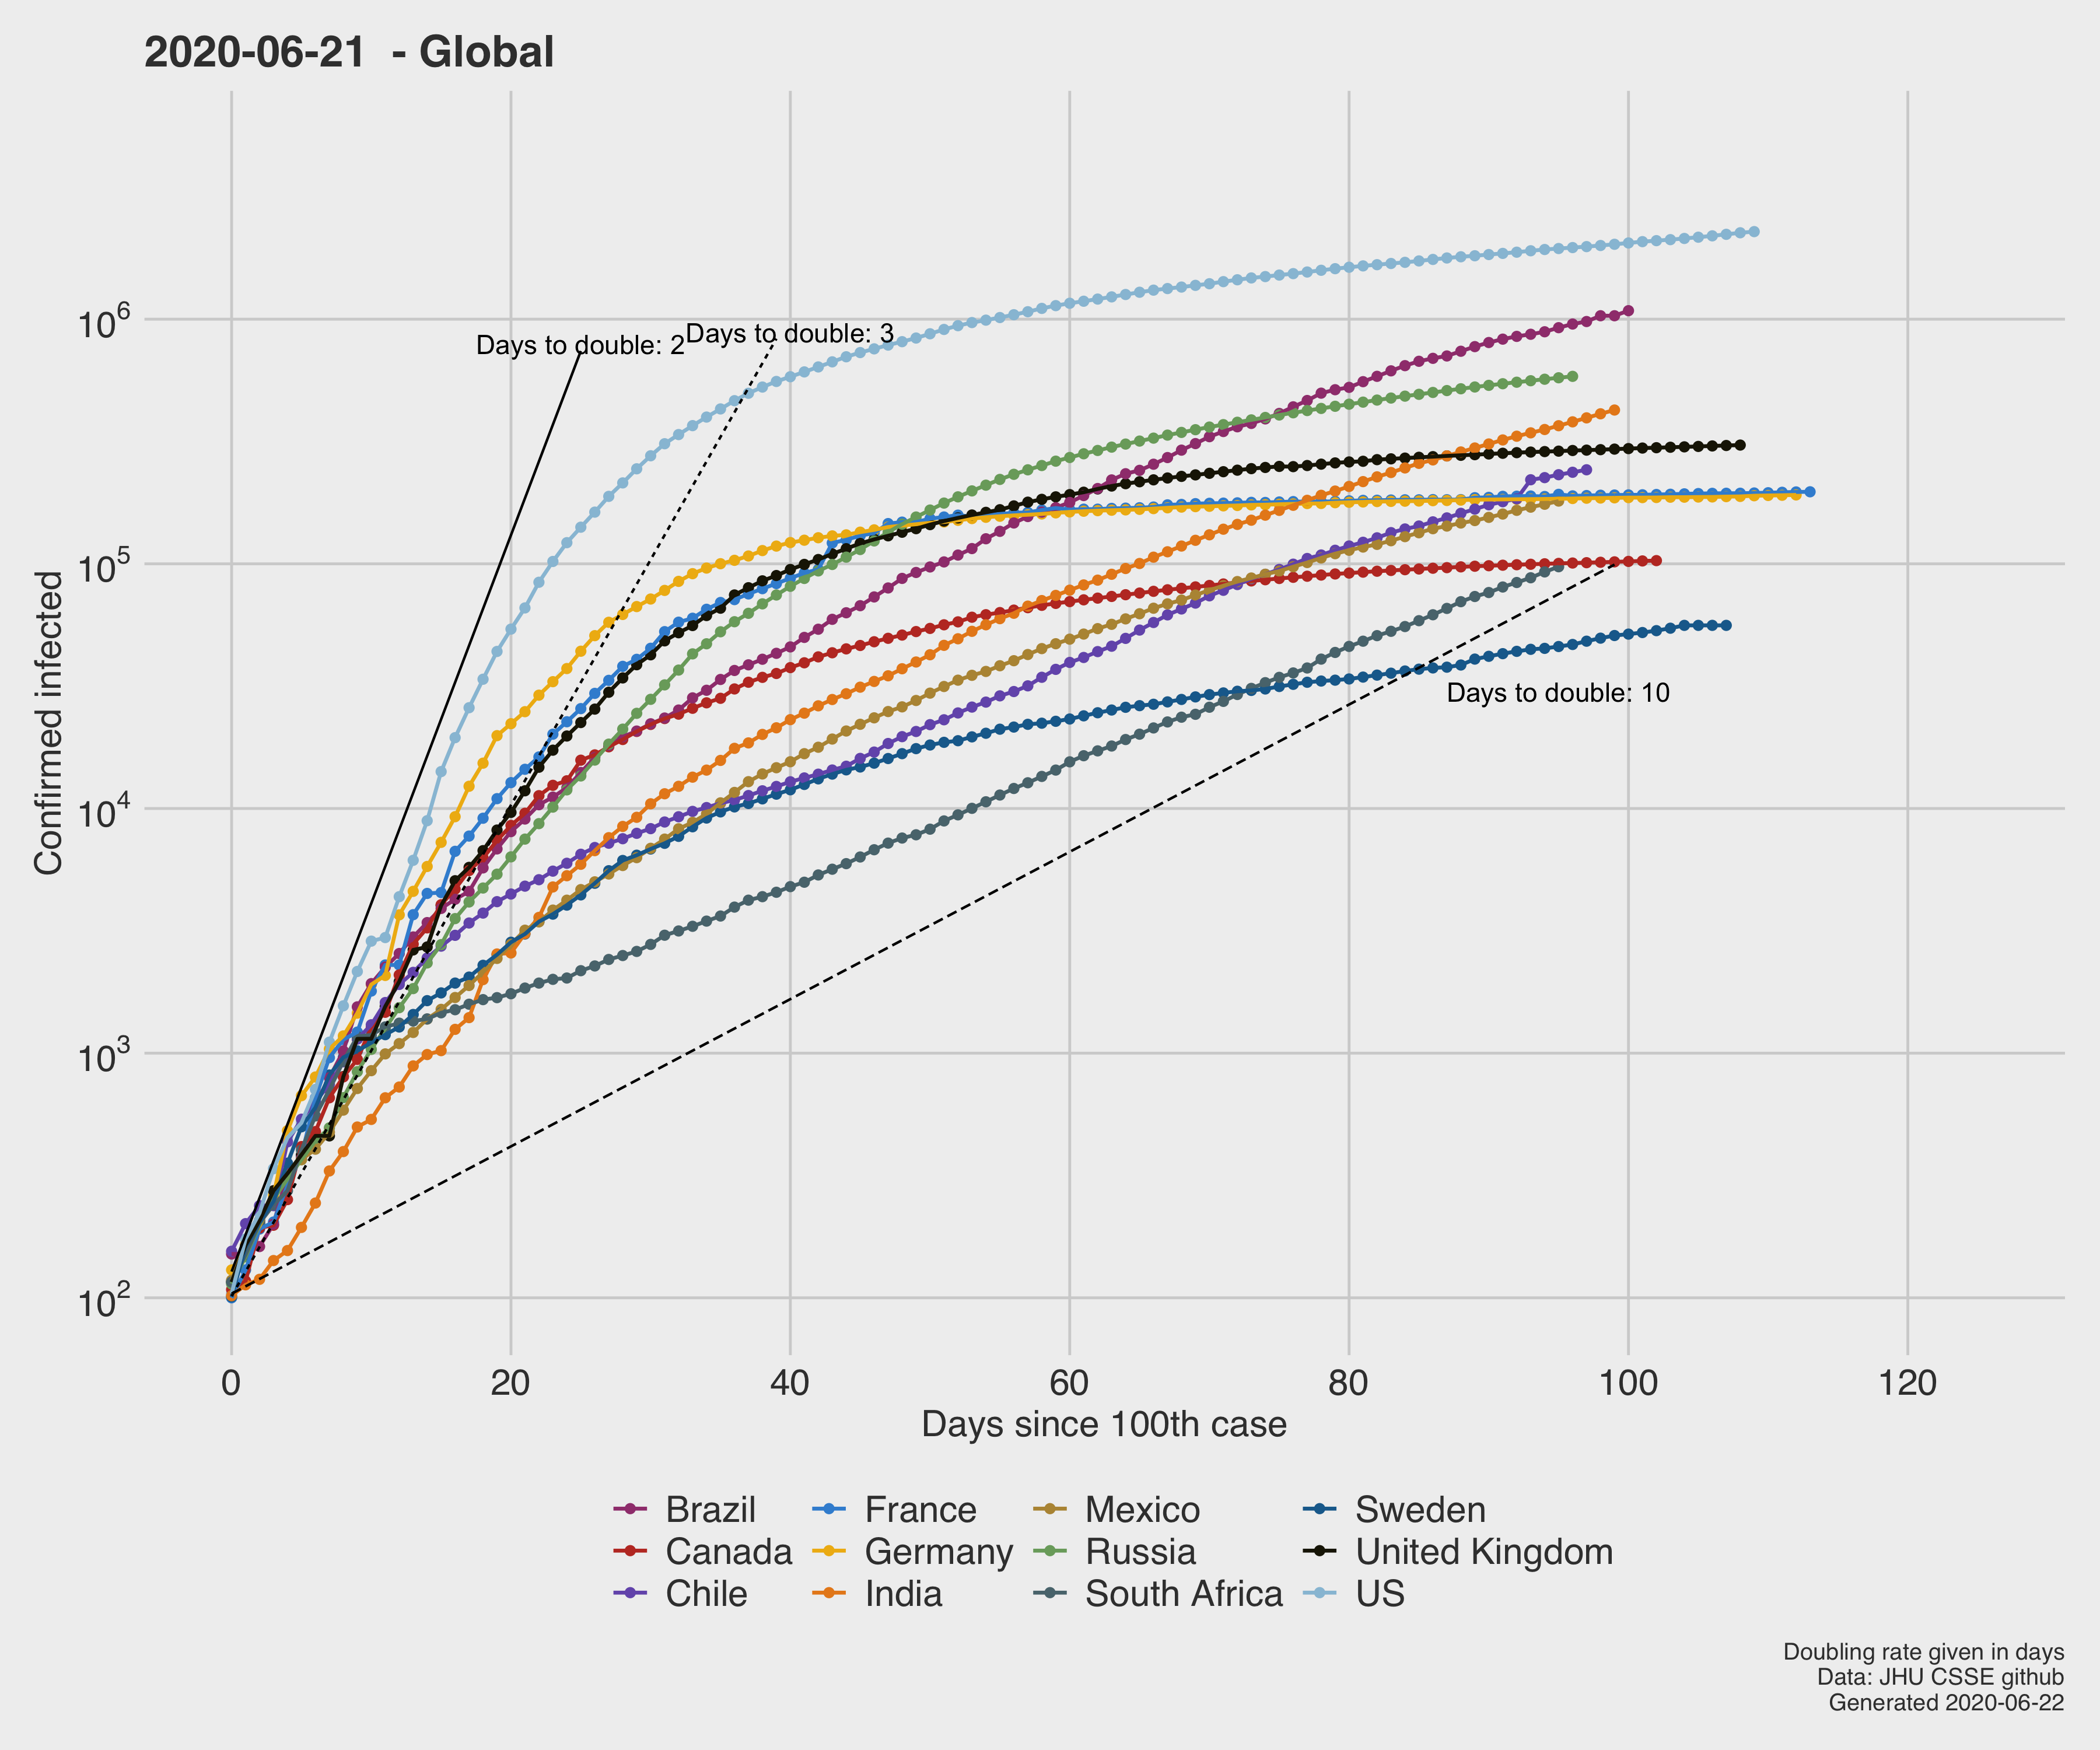 2020-06-21 - Global
Confirmed infected
10^6
10^5
10^4
10^3
10^2
Days to double: 2
Days to double: 3
Days to double: 10
0 20 40 60 80 100 120
Days since 100th case
Brazil France Mexico Sweden
Canada Germany Russia United Kingdom
Chile India South Africa US
Doubling rate given in days
Data: JHU CSSE github
Generated 2020-06-22